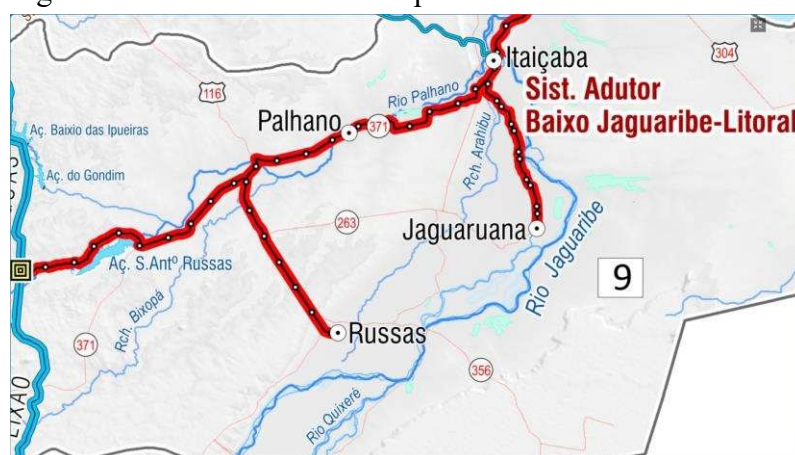 Itaiçaba
304
Sist. Adutor
Baixo Jaguaribe-Litoral
116
Rio Palhano
Palhano
371
Aç. Baixio das Ipueiras
Aç. do Gondim
Rch. Arahibu
263
Jaguaruana
Aç. S.Antº Russas
Rio Jaguaribe
9
Rch. Bixopá
Russas
371
356
Rio Quixeré
LIXAO